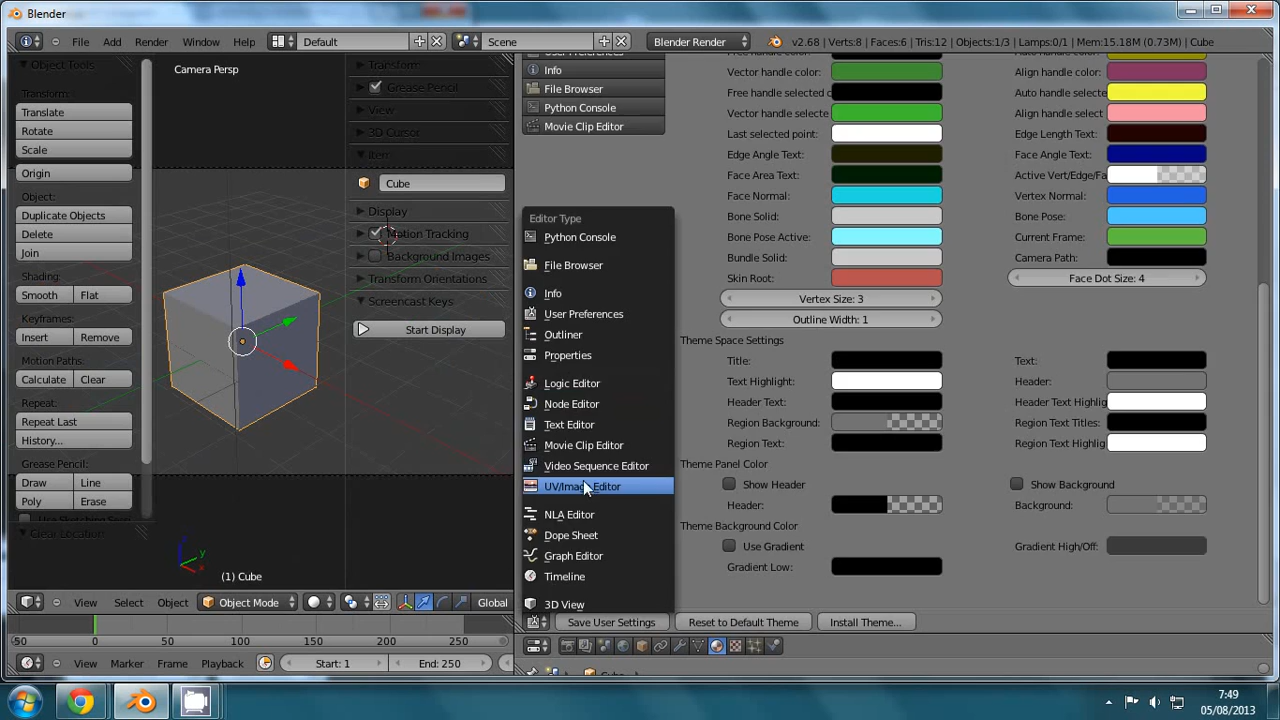 Blender
File Add Render Window Help Default Scene Blender Render v2.68 | Verts:8 | Faces:6 | Tris:12 | Objects:1/3 | Lamps:0/1 | Mem:15.18M (0.73M) | Cube
Object Tools
Transform:
Translate
Rotate
Scale
Origin
Object:
Duplicate Objects
Delete
Join
Shading:
Smooth Flat
Keyframes:
Insert Remove
Motion Paths:
Calculate Clear
Repeat:
Repeat Last
History...
Grease Pencil:
Draw Line
Poly Erase
Clear Location
Camera Persp
(1) Cube
Transform
Grease Pencil
View
3D Cursor
Item
Cube
Display
Motion Tracking
Background Images
Transform Orientations
Screencast Keys
Start Display
View Select Object Object Mode Global
-50 0 50 100 150 200 250
View Marker Frame Playback Start: 1 End: 250
User Preferences
Info
File Browser
Python Console
Movie Clip Editor
Editor Type
Python Console
File Browser
Info
User Preferences
Outliner
Properties
Logic Editor
Node Editor
Text Editor
Movie Clip Editor
Video Sequence Editor
UV/Image Editor
NLA Editor
Dope Sheet
Graph Editor
Timeline
3D View
Vector handle color: Align handle color:
Free handle selected c Auto handle selecte
Vector handle selecte Align handle select
Last selected point: Edge Length Text:
Edge Angle Text: Face Angle Text:
Face Area Text: Active Vert/Edge/Fa
Face Normal: Vertex Normal:
Bone Solid: Bone Pose:
Bone Pose Active: Current Frame:
Bundle Solid: Camera Path:
Skin Root: Face Dot Size: 4
Vertex Size: 3
Outline Width: 1
Theme Space Settings
Title: Text:
Text Highlight: Header:
Header Text: Header Text Highlig
Region Background: Region Text Titles:
Region Text: Region Text Highlig
Theme Panel Color
Show Header Show Background
Header: Background:
Theme Background Color
Use Gradient Gradient High/Off:
Gradient Low:
Save User Settings Reset to Default Theme Install Theme...
7:49
05/08/2013